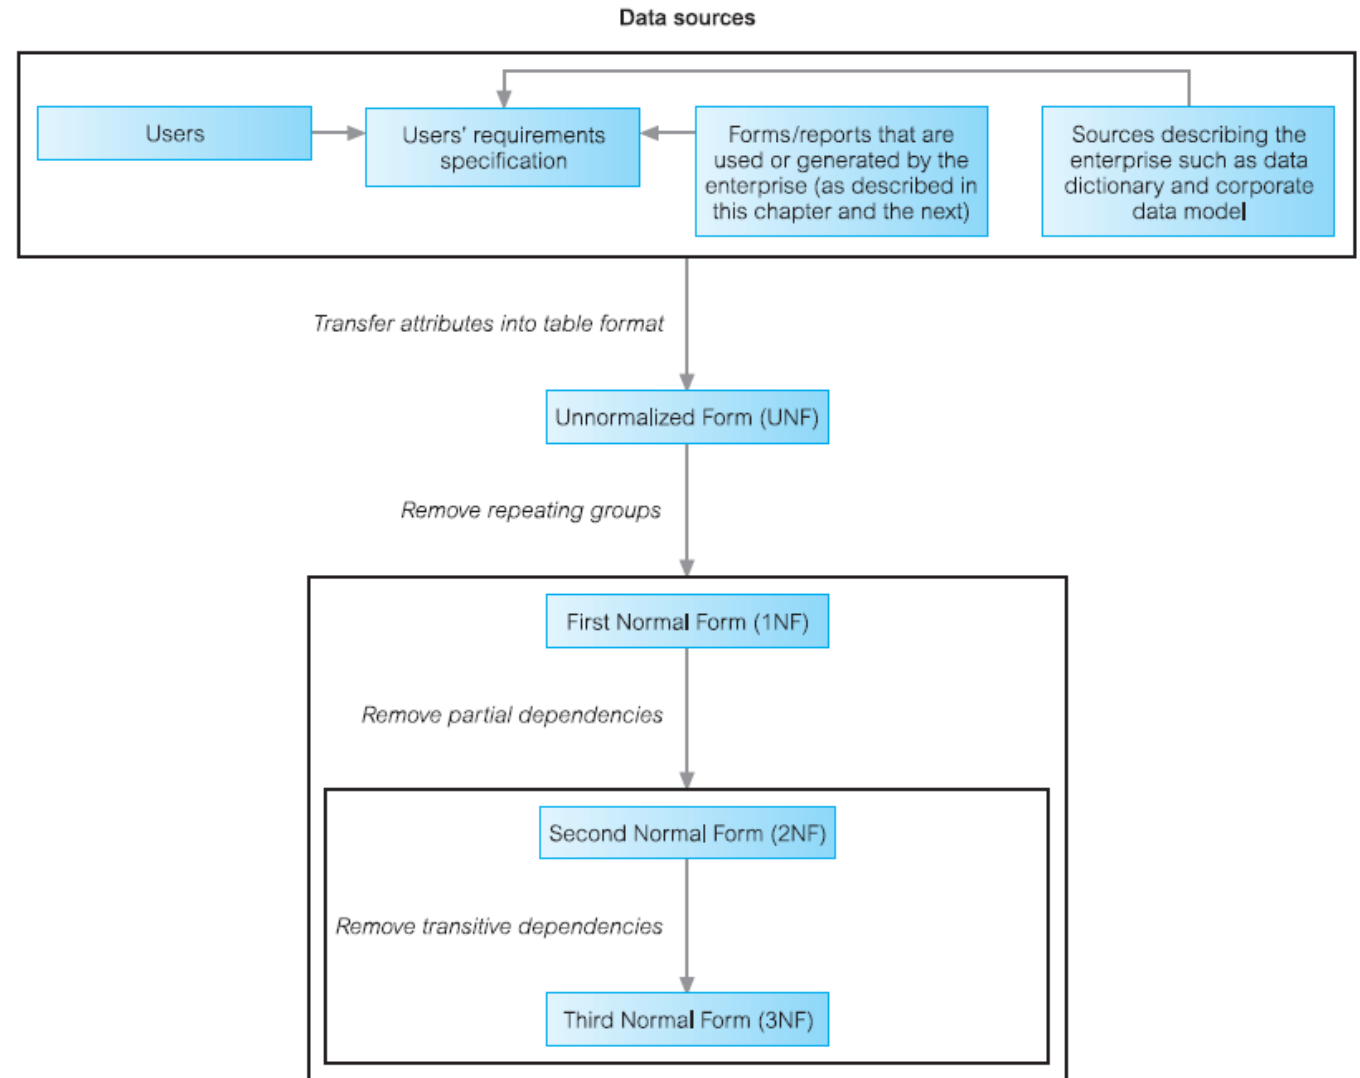 Data sources
Users
Users' requirements
specification
Forms/reports that are
used or generated by the
enterprise (as described in
this chapter and the next)
Sources describing the
enterprise such as data
dictionary and corporate
data model
Transfer attributes into table format
Unnormalized Form (UNF)
Remove repeating groups
First Normal Form (1NF)
Remove partial dependencies
Second Normal Form (2NF)
Remove transitive dependencies
Third Normal Form (3NF)